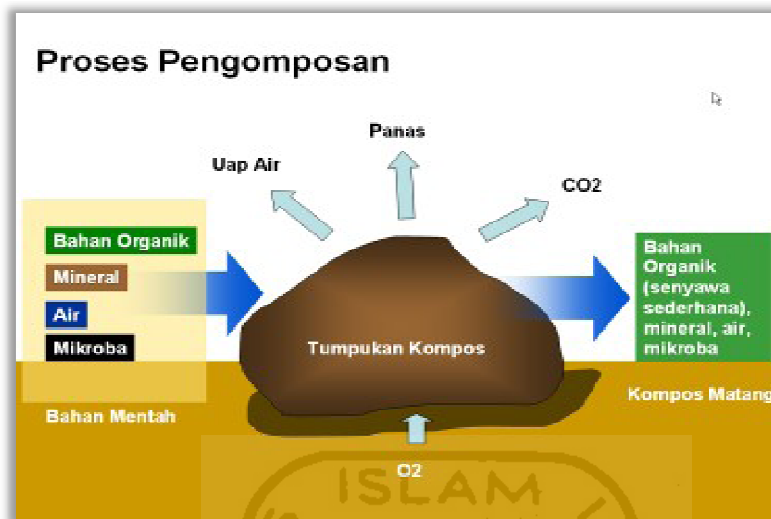 Proses Pengomposan
Panas
Uap Air
CO2
Bahan Organik
Mineral
Air
Mikroba
Bahan Mentah
Tumpukan Kompos
O2
Bahan
Organik
(senyawa
sederhana),
mineral, air,
mikroba
Kompos Matang
ISLAM